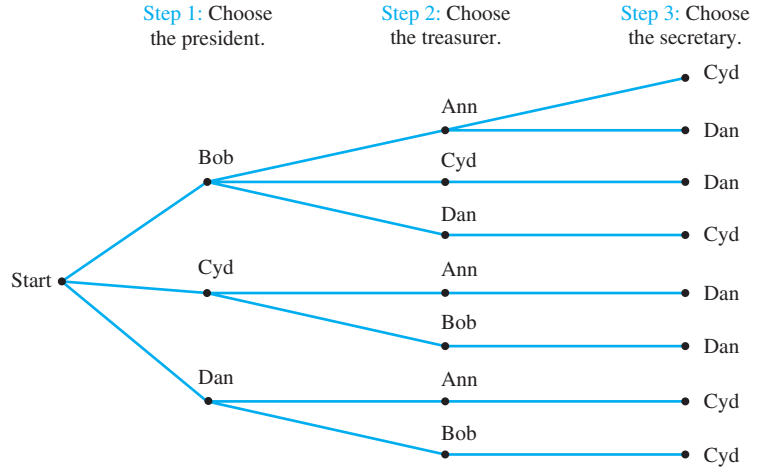 Step 1: Choose
the president.
Step 2: Choose
the treasurer.
Step 3: Choose
the secretary.
Cyd
Ann
Dan
Bob
Cyd
Dan
Dan
Cyd
Cyd
Ann
Start
Dan
Bob
Dan
Dan
Ann
Cyd
Bob
Cyd